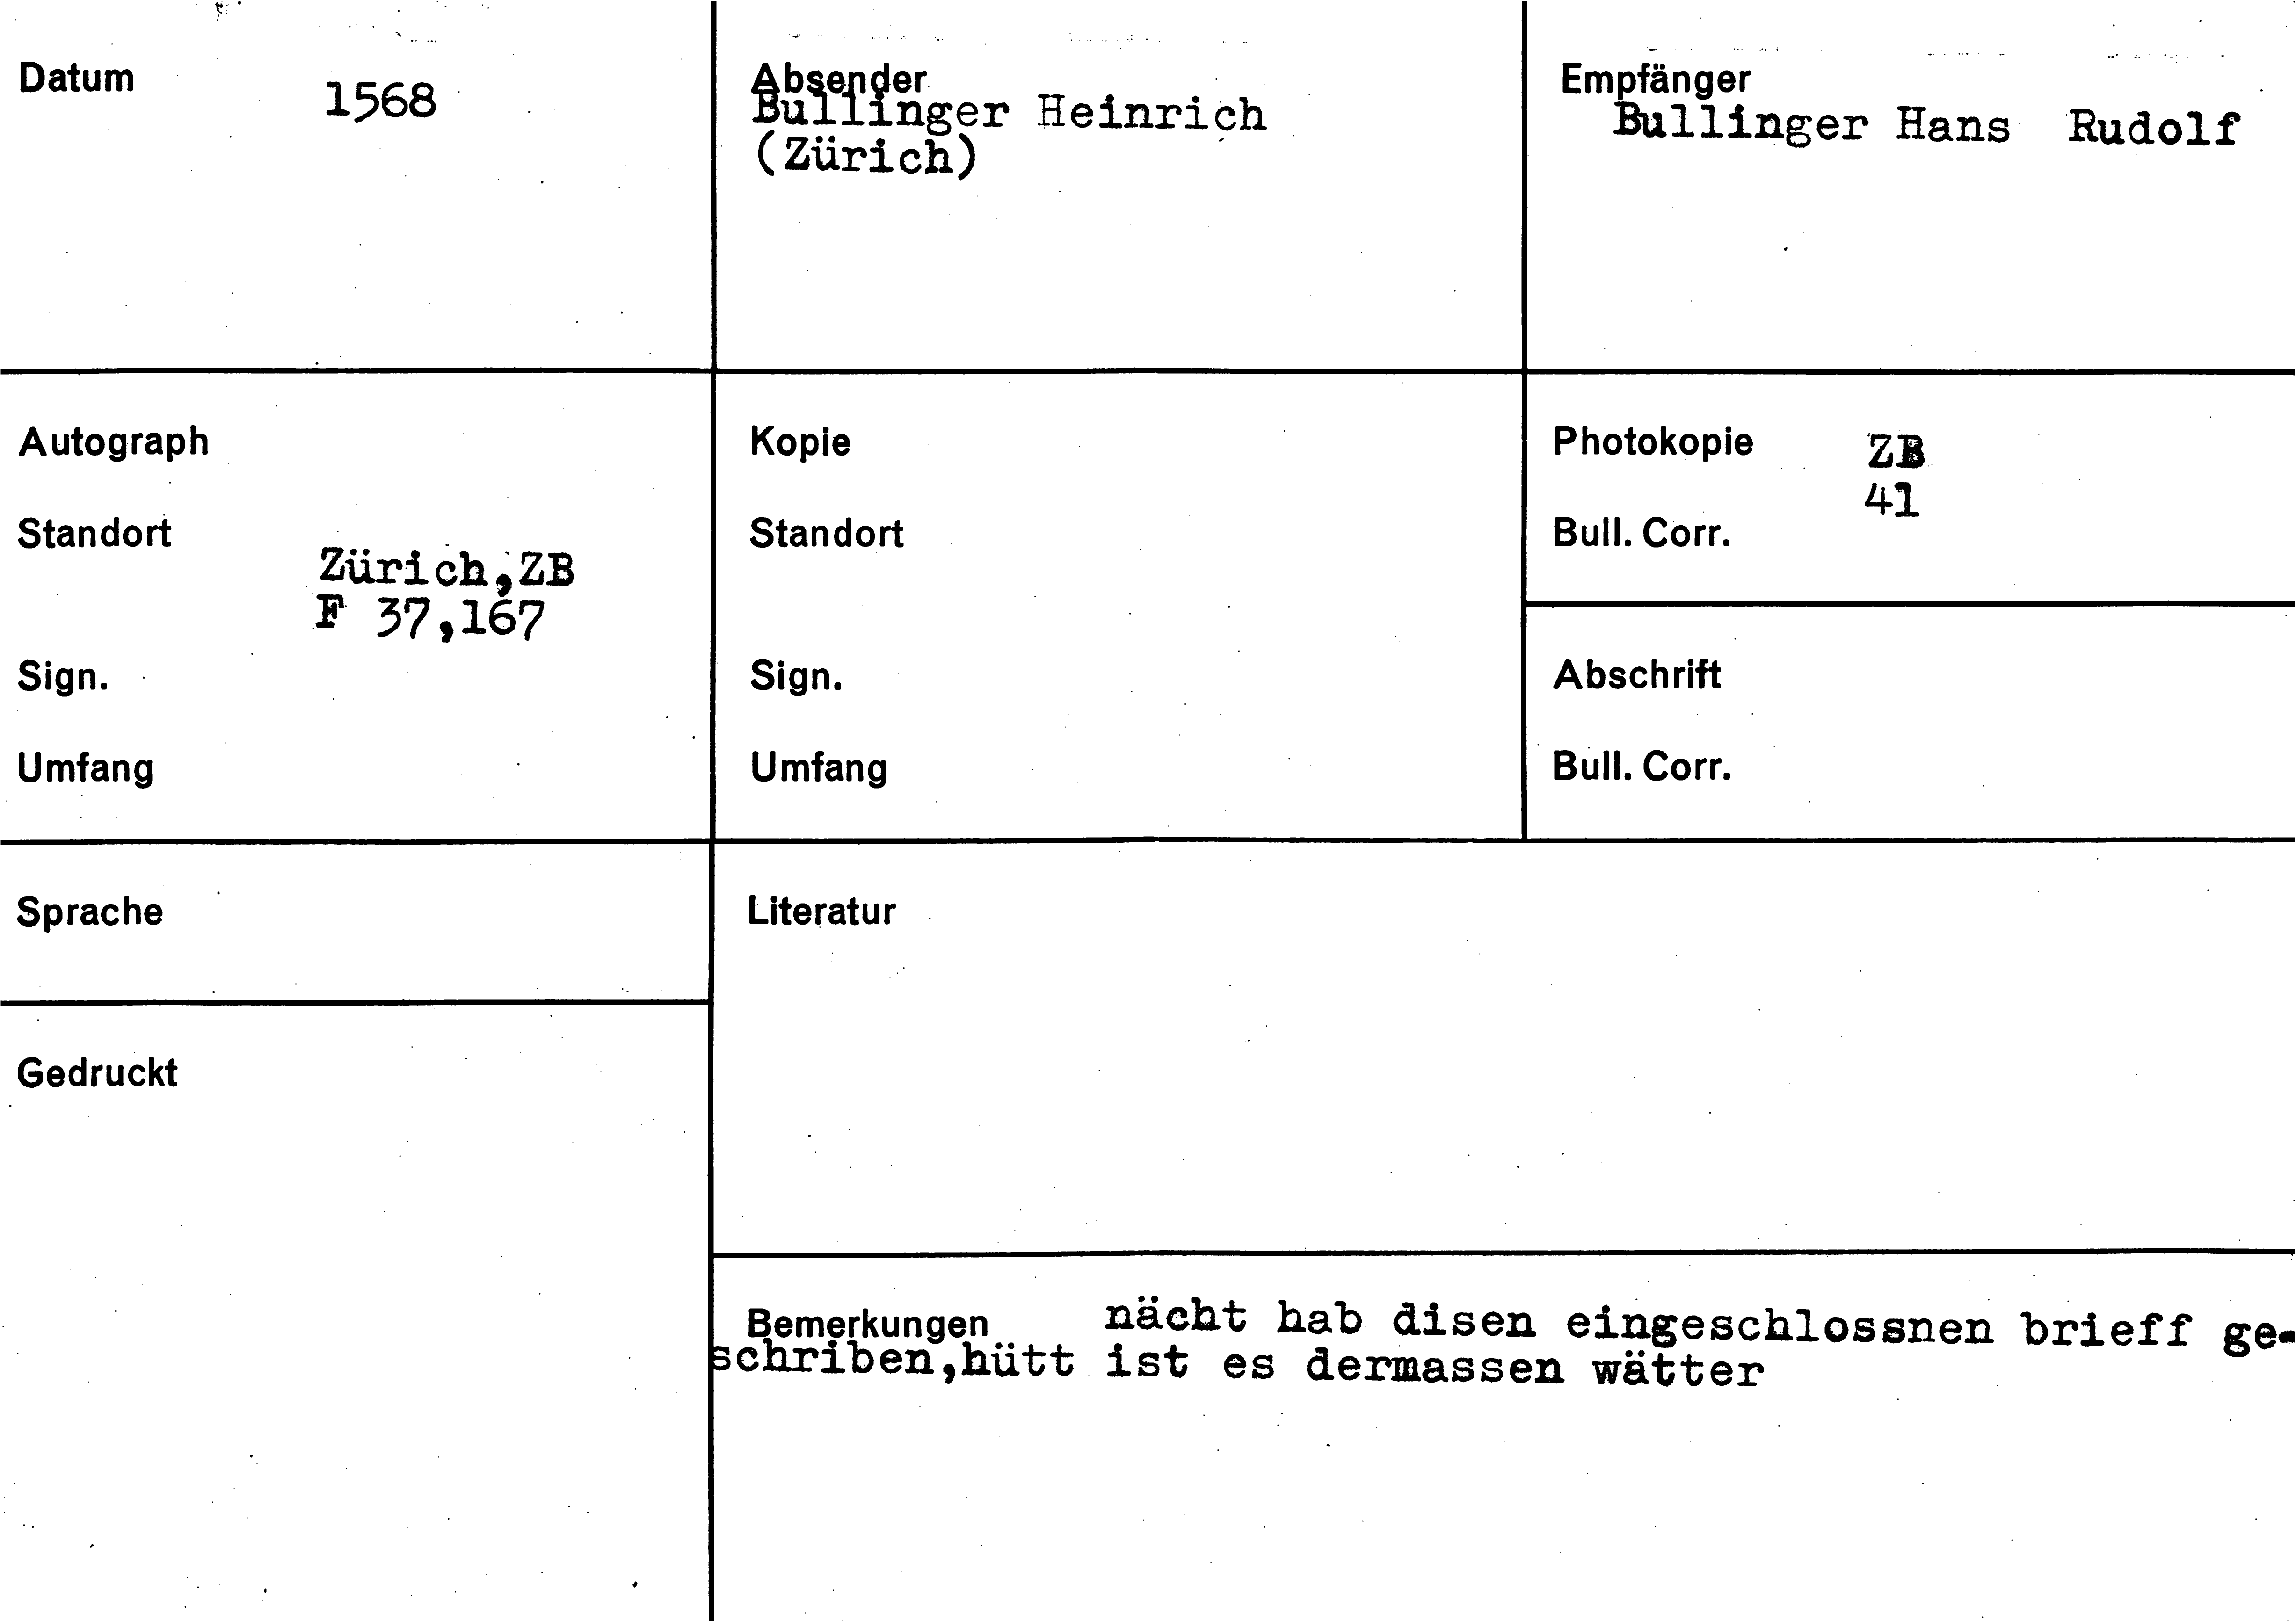 Datum
1568
Absender
Bullinger Heinrich
(Zürich)
Empfänger
Bullinger Hans Rudolf
Autograph
Standort
Zürich,ZB
F 37,167
Sign.
Umfang
Kopie
Standort
Sign.
Umfang
Photokopie ZB
41
Bull. Corr.
Abschrift
Bull. Corr.
Sprache
Literatur
Gedruckt
Bemerkungen nächt hab disen eingeschlossnen brieff ge-
schriben,hütt ist es dermassen wätter